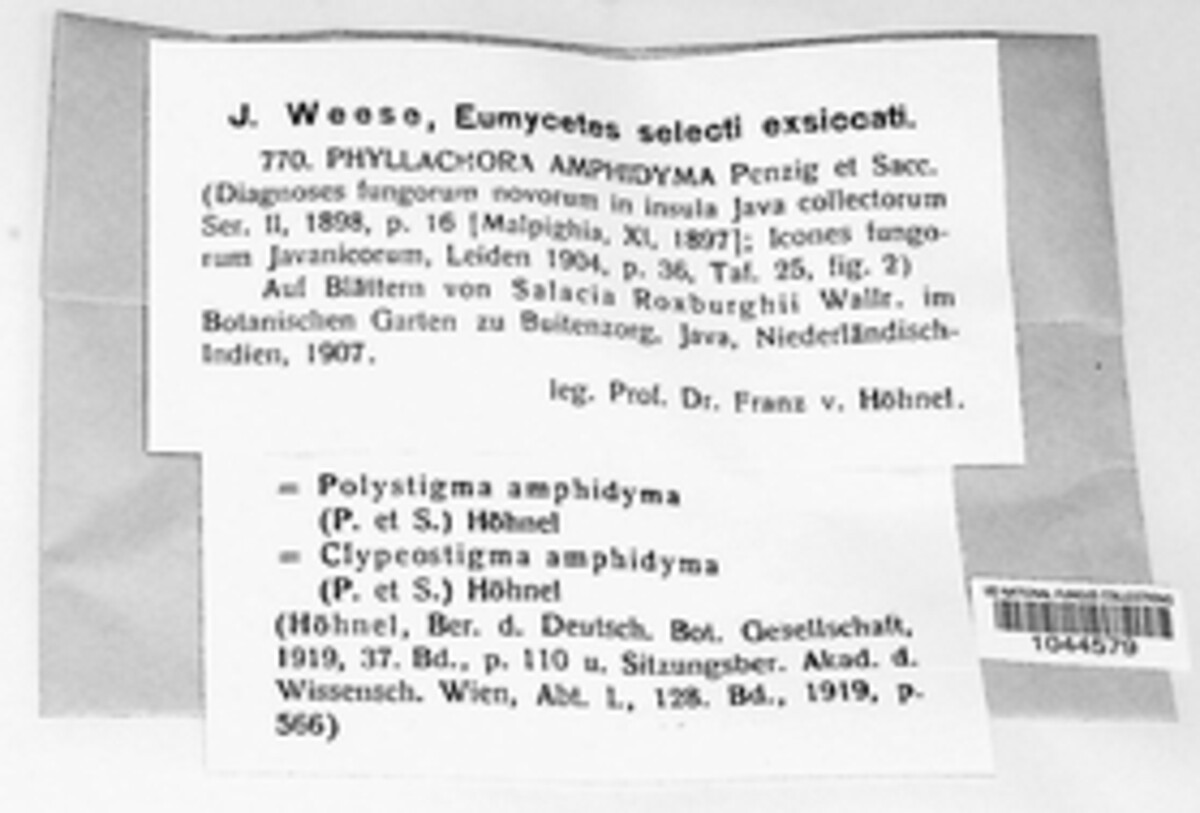 J. Weese, Eumycetes selecti exsiccati.
770. PHYLLACHORA AMPHIDYMA Penzig et Sacc.
(Diagnoses fungorum novorum in insula Java collectorum
Ser. II, 1898, p. 16 [Malpighia, XI, 1897]; Icones fungo-
rum Javanicorum, Leiden 1904, p. 36, Taf. 25, fig. 2)
Auf Blättern von Salacia Roxburghii Wallr. im
Botanischen Garten zu Buitenzorg, Java, Niederländisch-
Indien, 1907.
leg. Prof. Dr. Franz v. Höhnel.
= Polystigma amphidyma
(P. et S.) Höhnel
= Clypeostigma amphidyma
(P. et S.) Höhnel
(Höhnel, Ber. d. Deutsch. Bot. Gesellschaft,
1919, 37. Bd., p. 110 u. Sitzungsber. Akad. d.
Wissensch. Wien, Abt. I., 128. Bd., 1919, p.
566)
US NATIONAL FUNGUS COLLECTIONS
1044579